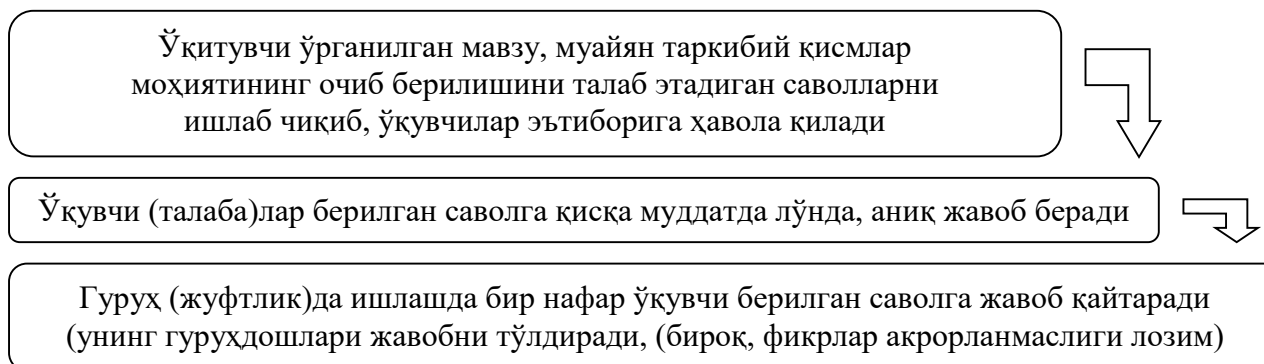 Ўқитувчи ўрганилган мавзу, муайян таркибий қисмлар
моҳиятининг очиб берилишини талаб этадиган саволларни
ишлаб чиқиб, ўқувчилар эътиборига ҳавола қилади
Ўқувчи (талаба)лар берилган саволга қисқа муддатда лўнда, аниқ жавоб беради
Гуруҳ (жуфтлик)да ишлашда бир нафар ўқувчи берилган саволга жавоб қайтаради
(унинг гуруҳдошлари жавобни тўлдиради, (бироқ, фикрлар акрорланмаслиги лозим)